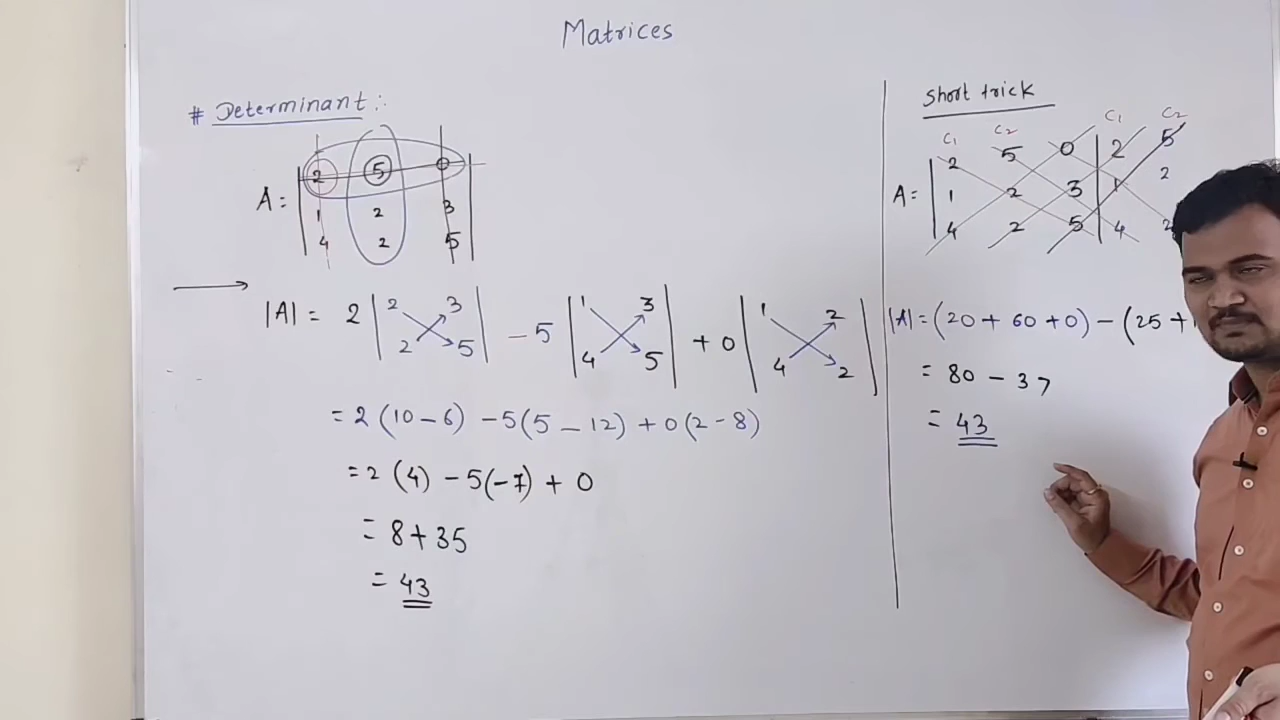 Matrices
# Determinant :-
A = | 2 5 0 |
| 1 2 3 |
| 4 2 5 |
|A| = 2 | 2 3 | - 5 | 1 3 | + 0 | 1 2 |
| 2 5 | | 4 5 | | 4 2 |
= 2 (10 - 6) - 5 (5 - 12) + 0 (2 - 8)
= 2 (4) - 5 (-7) + 0
= 8 + 35
= 43
Short trick
C1 C2 C1 C2
A = | 2 5 0 | 2 5
| 1 2 3 | 1 2
| 4 2 5 | 4 2
|A| = (20 + 60 + 0) - (25 +
= 80 - 37
= 43